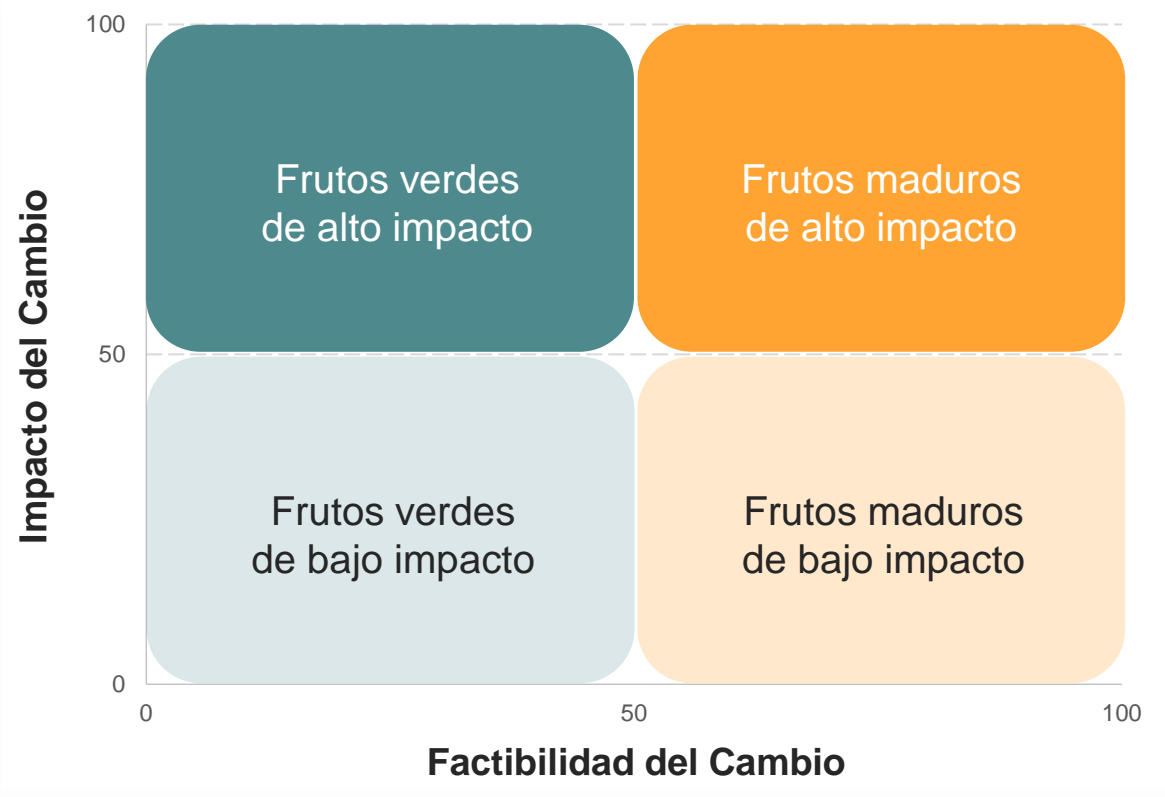 100
Frutos verdes
de alto impacto
Frutos maduros
de alto impacto
Impacto del Cambio
50
Frutos verdes
de bajo impacto
Frutos maduros
de bajo impacto
0
0
50
100
Factibilidad del Cambio